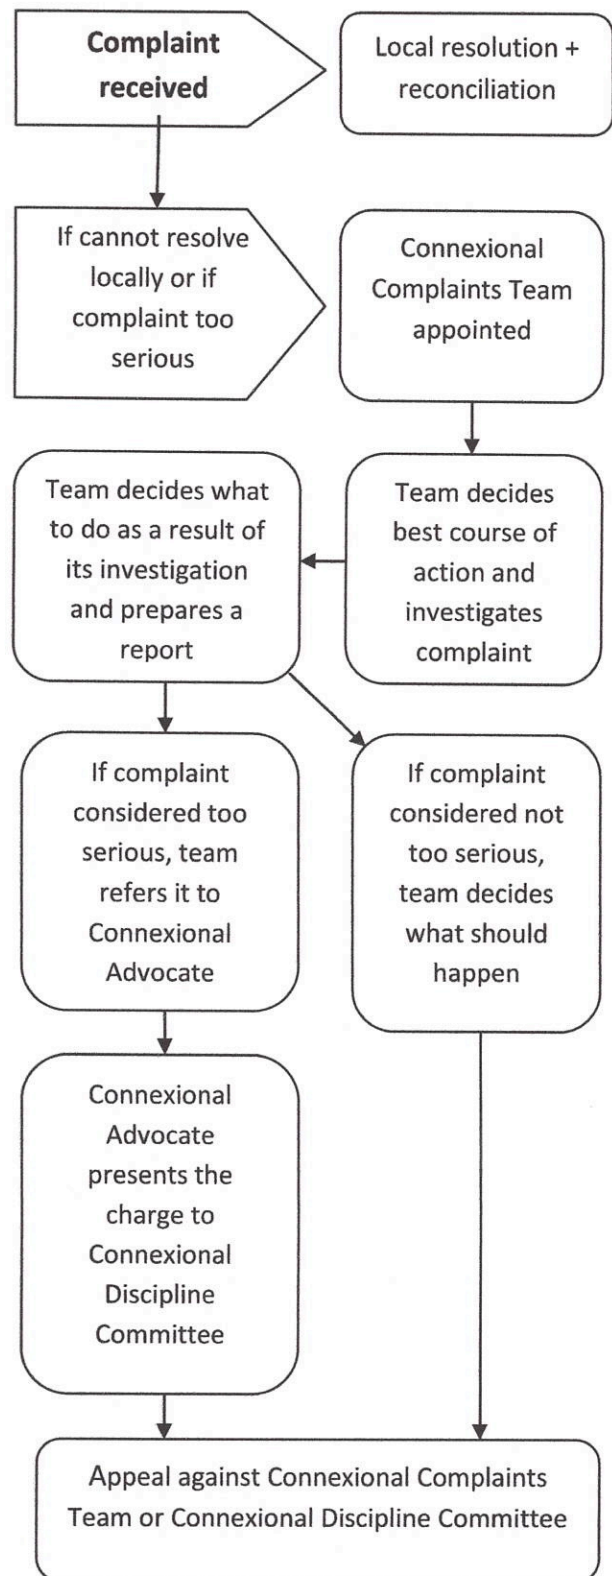 Complaint
received
Local resolution +
reconciliation
If cannot resolve
locally or if
complaint too
serious
Connexional
Complaints Team
appointed
Team decides what
to do as a result of
its investigation
and prepares a
report
Team decides
best course of
action and
investigates
complaint
If complaint
considered too
serious, team
refers it to
Connexional
Advocate
If complaint
considered not
too serious,
team decides
what should
happen
Connexional
Advocate
presents the
charge to
Connexional
Discipline
Committee
Appeal against Connexional Complaints
Team or Connexional Discipline Committee